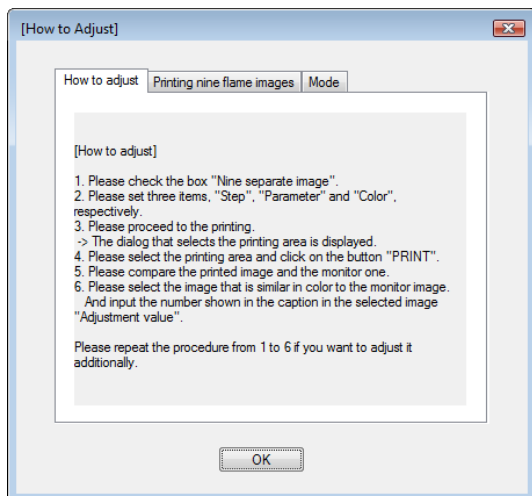 [How to Adjust]
How to adjust Printing nine flame images Mode
[How to adjust]
1. Please check the box "Nine separate image".
2. Please set three items, "Step", "Parameter" and "Color",
respectively.
3. Please proceed to the printing.
-> The dialog that selects the printing area is displayed.
4. Please select the printing area and click on the button "PRINT".
5. Please compare the printed image and the monitor one.
6. Please select the image that is similar in color to the monitor image.
And input the number shown in the caption in the selected image
"Adjustment value".
Please repeat the procedure from 1 to 6 if you want to adjust it
additionally.
OK